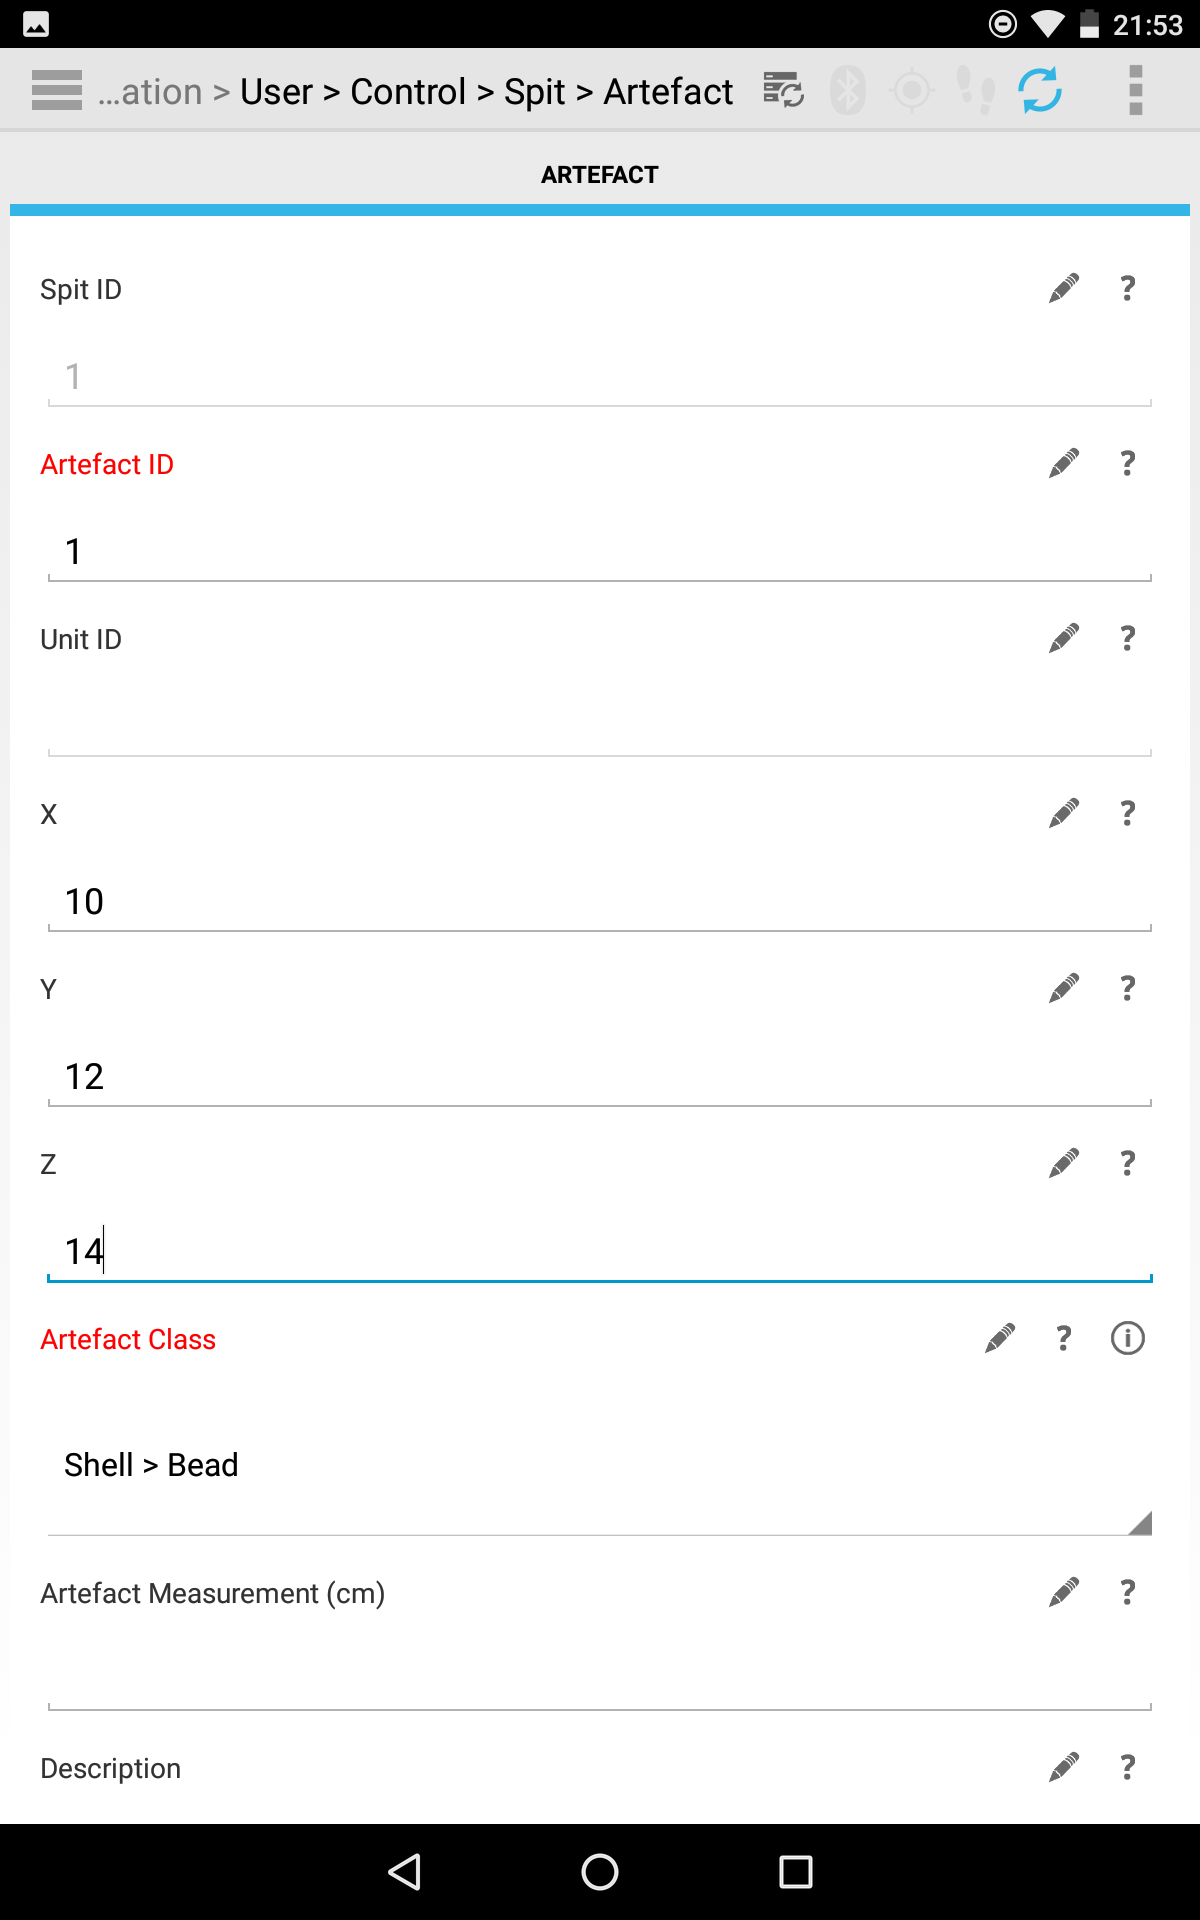 21:53
...ation > User > Control > Spit > Artefact
ARTEFACT
Spit ID
?
1
Artefact ID
?
1
Unit ID
?
X
?
10
Y
?
12
Z
?
14
Artefact Class
?
Shell > Bead
Artefact Measurement (cm)
?
Description
?